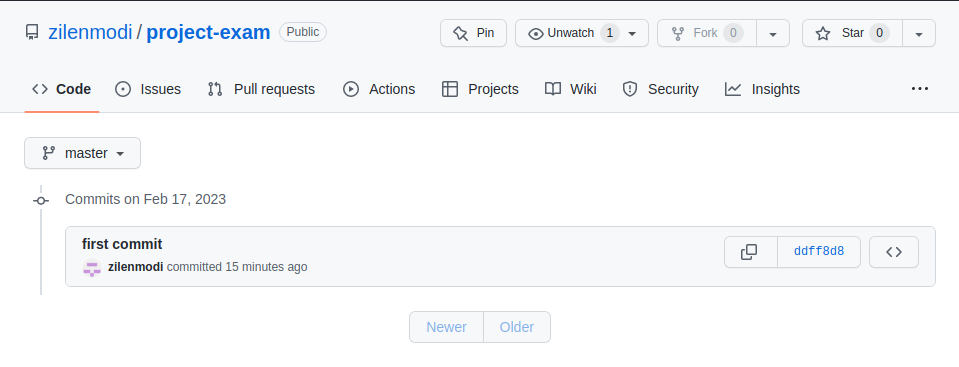 zilenmodi / project-exam Public
Pin Unwatch 1 Fork 0 Star 0
Code Issues Pull requests Actions Projects Wiki Security Insights
master
Commits on Feb 17, 2023
first commit
zilenmodi committed 15 minutes ago
ddff8d8
Newer Older